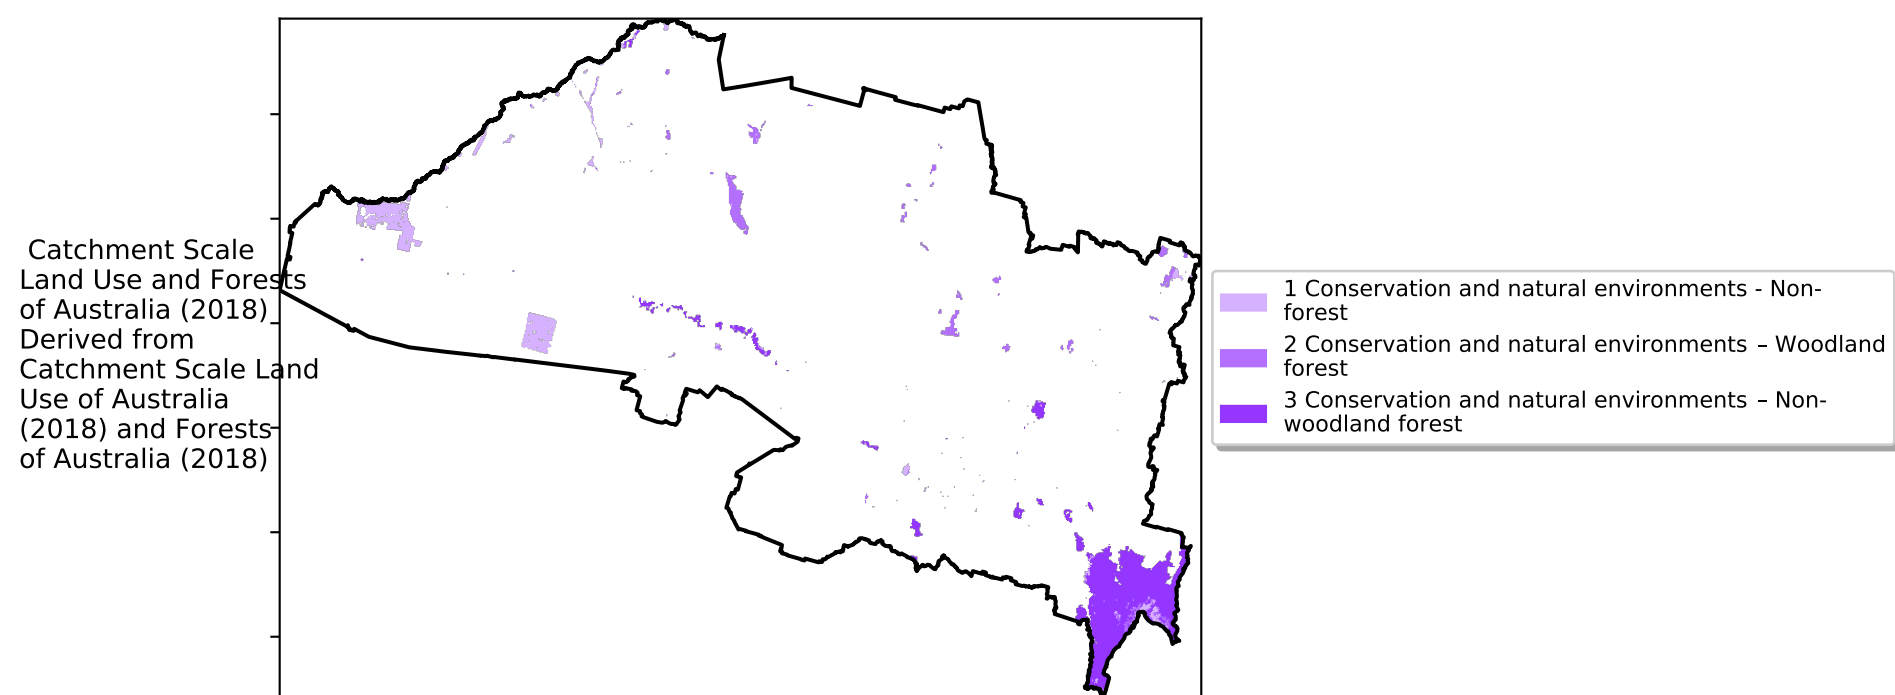 Catchment Scale
Land Use and Forests
of Australia (2018)
Derived from
Catchment Scale Land
Use of Australia
(2018) and Forests
of Australia (2018)
1 Conservation and natural environments - Non-
forest
2 Conservation and natural environments – Woodland
forest
3 Conservation and natural environments – Non-
woodland forest